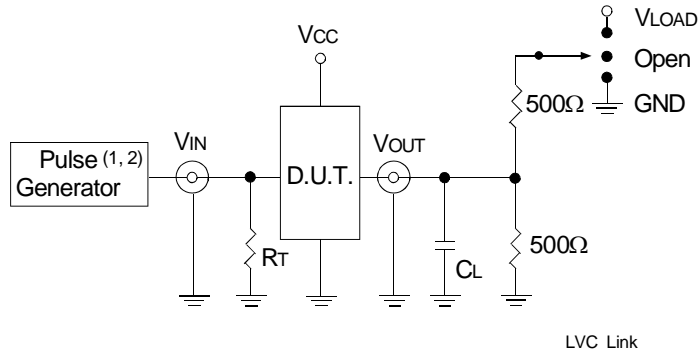 VLOAD
VCC
Open
500Ω
GND
VIN
VOUT
Pulse (1, 2)
Generator
D.U.T.
500Ω
RT
CL
LVC Link